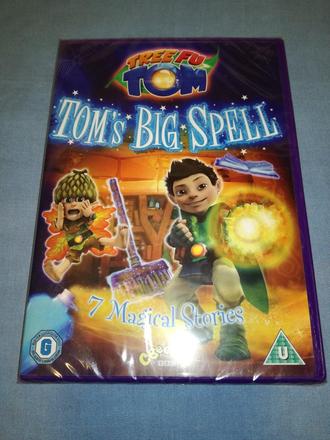 TREE FU
TOM
TOM'S BIG SPELL
7 Magical Stories
G
U